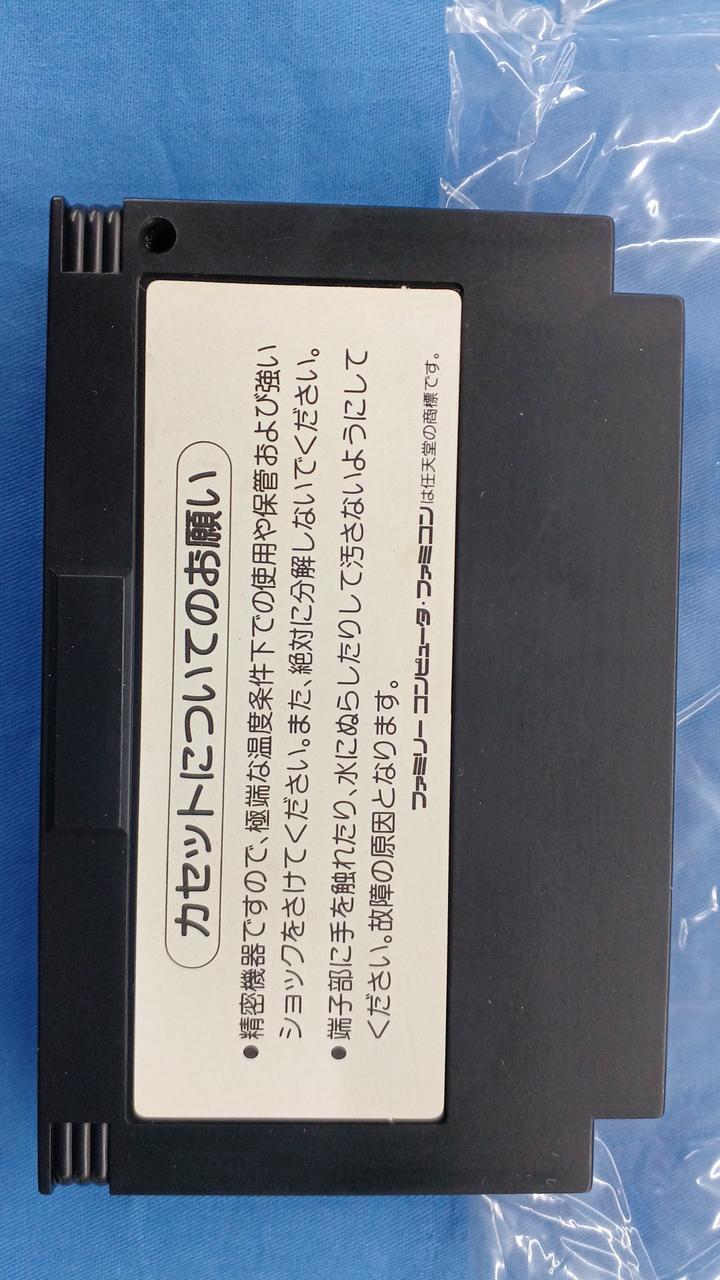 カセットについてのお願い
●精密機器ですので、極端な温度条件下での使用や保管および強い
ショックをさけてください。また、絶対に分解しないでください。
●端子部に手を触れたり、水にぬらしたりして汚さないようにして
ください。故障の原因となります。
ファミリーコンピュータ・ファミコンは任天堂の商標です。